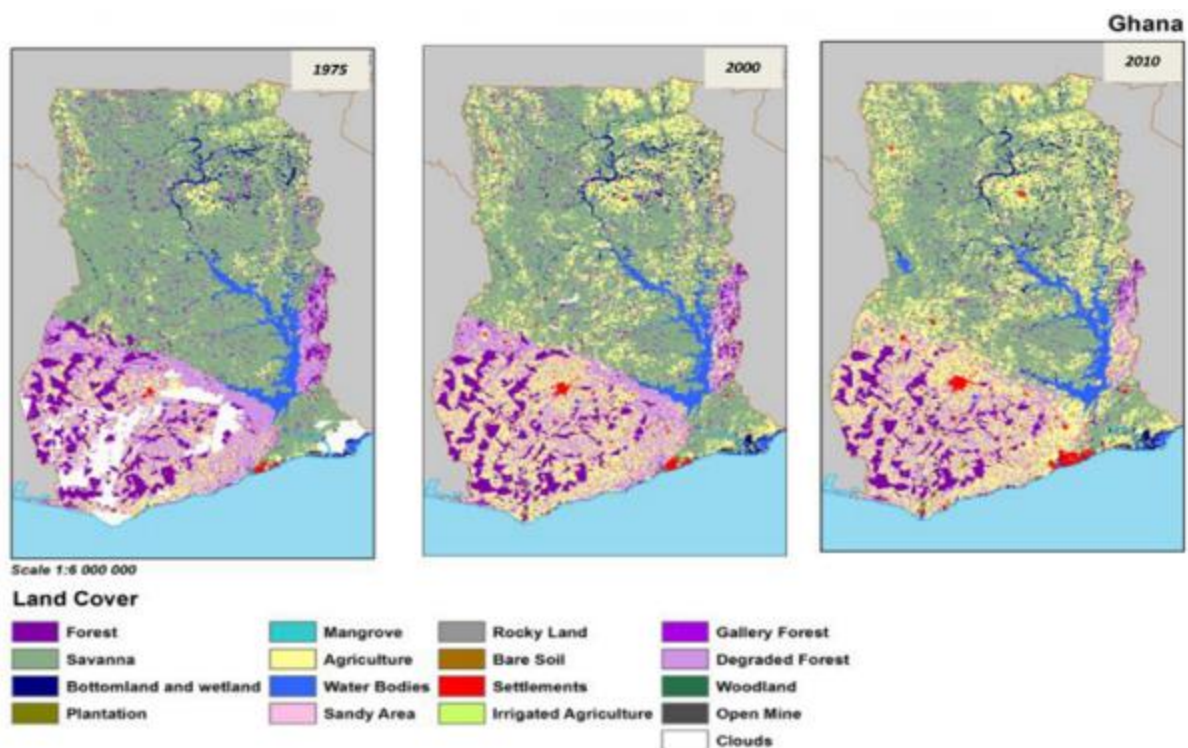 Ghana
1975
2000
2010
Scale 1:6 000 000
Land Cover
Forest
Mangrove
Rocky Land
Gallery Forest
Savanna
Agriculture
Bare Soil
Degraded Forest
Bottomland and wetland
Water Bodies
Settlements
Woodland
Plantation
Sandy Area
Irrigated Agriculture
Open Mine
Clouds